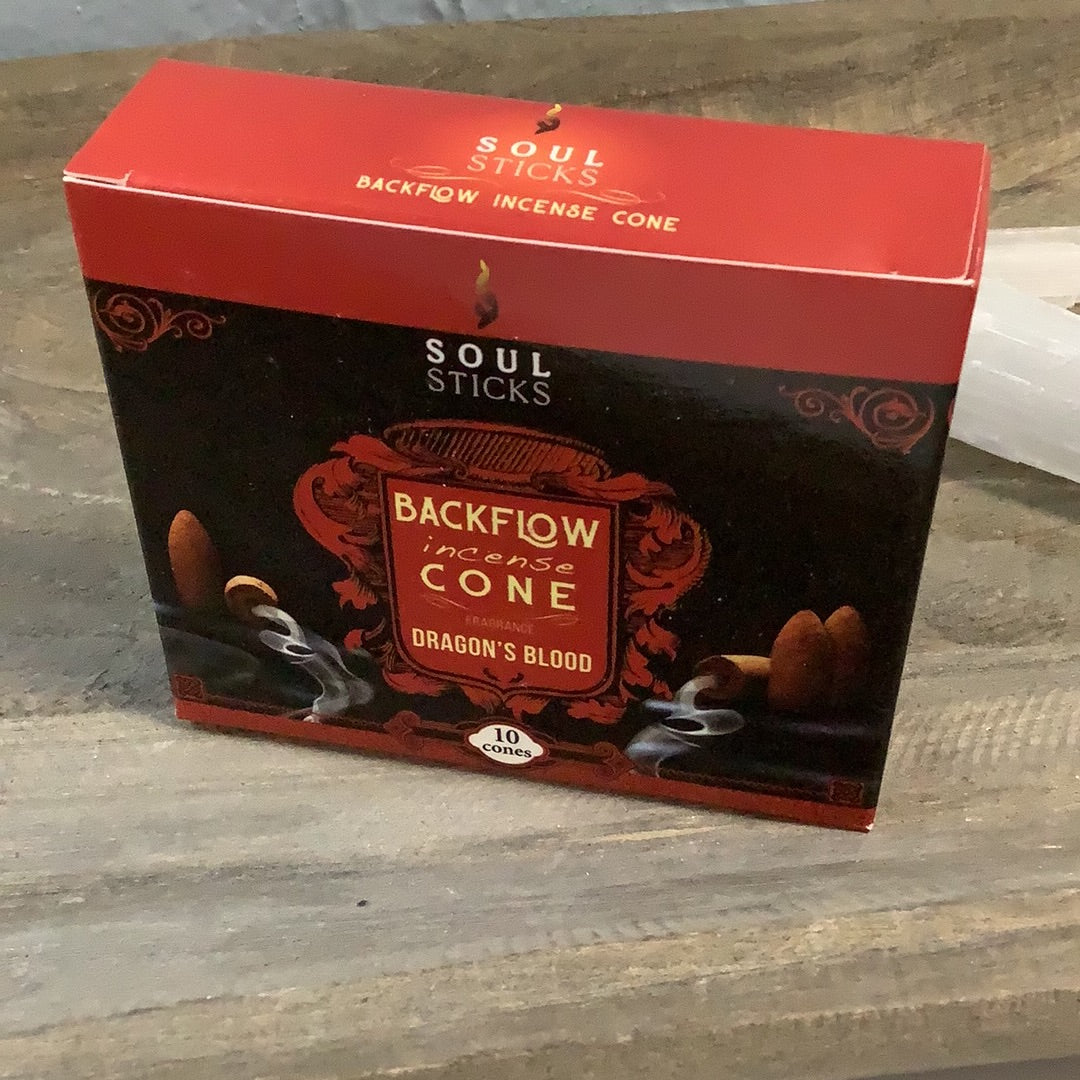 SOUL
STICKS
BACKFLOW INCENSE CONE
SOUL
STICKS
BACKFLOW
incense
CONE
FRAGRANCE
DRAGON'S BLOOD
10
cones